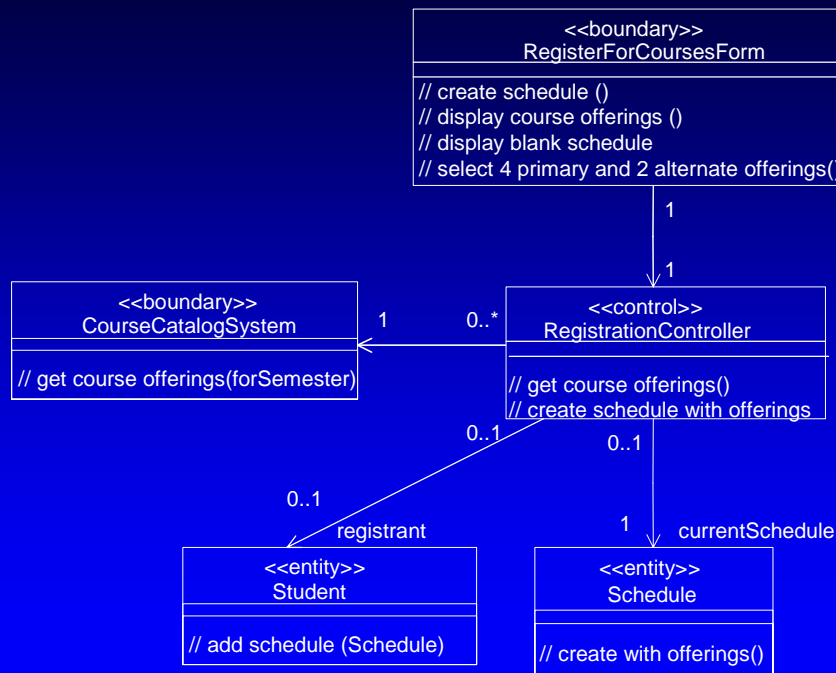 <<boundary>>
RegisterForCoursesForm
// create schedule ()
// display course offerings ()
// display blank schedule
// select 4 primary and 2 alternate offerings()
1
1
<<boundary>>
CourseCatalogSystem
// get course offerings(forSemester)
1
0..*
<<control>>
RegistrationController
// get course offerings()
// create schedule with offerings
0..1
0..1
0..1
1
registrant
currentSchedule
<<entity>>
Student
// add schedule (Schedule)
<<entity>>
Schedule
// create with offerings()